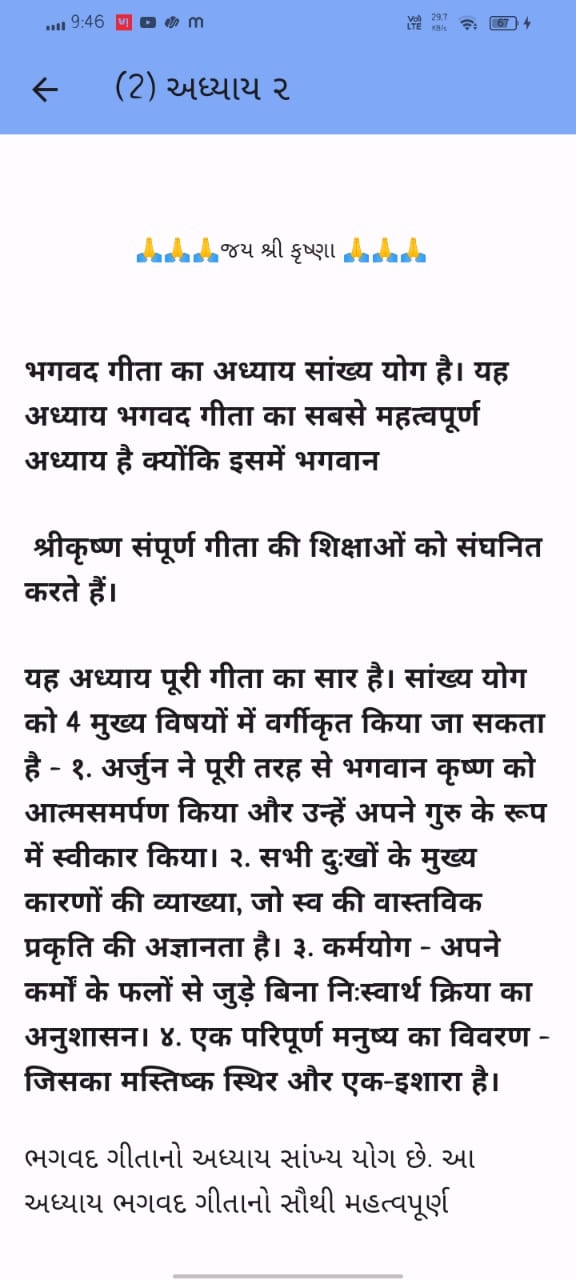 9:46
Vo) LTE 29.7 KB/s 67
(2) અધ્યાય ૨
🙏🙏🙏જય શ્રી કૃષ્ણા 🙏🙏🙏
भगवद गीता का अध्याय सांख्य योग है। यह
अध्याय भगवद गीता का सबसे महत्वपूर्ण
अध्याय है क्योंकि इसमें भगवान
श्रीकृष्ण संपूर्ण गीता की शिक्षाओं को संघनित
करते हैं।
यह अध्याय पूरी गीता का सार है। सांख्य योग
को 4 मुख्य विषयों में वर्गीकृत किया जा सकता
है - १. अर्जुन ने पूरी तरह से भगवान कृष्ण को
आत्मसमर्पण किया और उन्हें अपने गुरु के रूप
में स्वीकार किया। २. सभी दुःखों के मुख्य
कारणों की व्याख्या, जो स्व की वास्तविक
प्रकृति की अज्ञानता है। ३. कर्मयोग - अपने
कर्मों के फलों से जुड़े बिना निःस्वार्थ क्रिया का
अनुशासन। ४. एक परिपूर्ण मनुष्य का विवरण -
जिसका मस्तिष्क स्थिर और एक-इशारा है।
ભગવદ ગીતાનો અધ્યાય સાંખ્ય યોગ છે. આ
અધ્યાય ભગવદ ગીતાનો સૌથી મહત્વપૂર્ણ